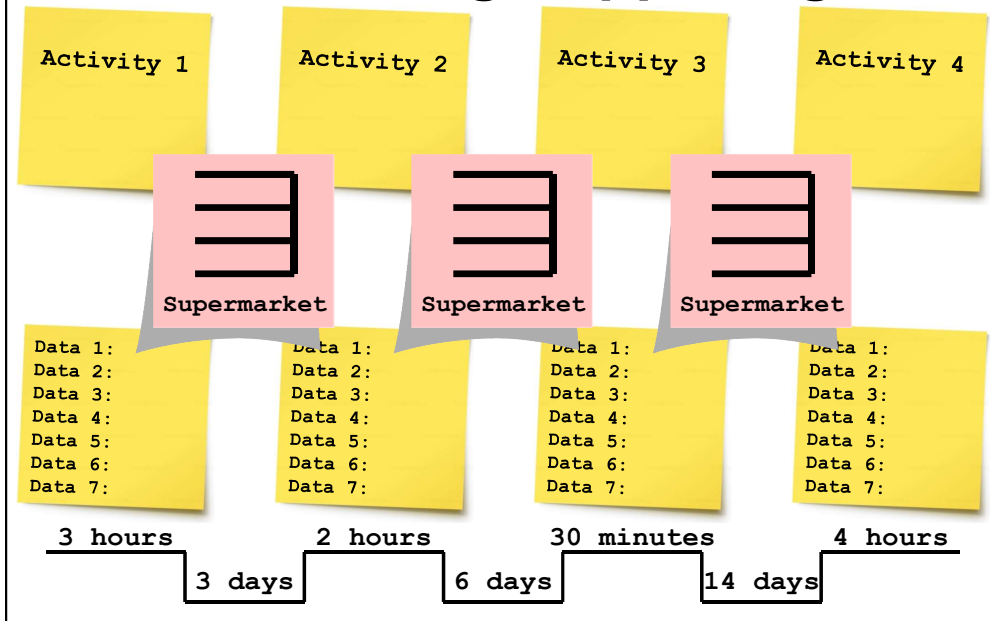 Activity 1
Activity 2
Activity 3
Activity 4
Supermarket
Supermarket
Supermarket
Data 1:
Data 2:
Data 3:
Data 4:
Data 5:
Data 6:
Data 7:
Data 1:
Data 2:
Data 3:
Data 4:
Data 5:
Data 6:
Data 7:
Data 1:
Data 2:
Data 3:
Data 4:
Data 5:
Data 6:
Data 7:
Data 1:
Data 2:
Data 3:
Data 4:
Data 5:
Data 6:
Data 7:
3 hours
2 hours
30 minutes
4 hours
3 days
6 days
14 days